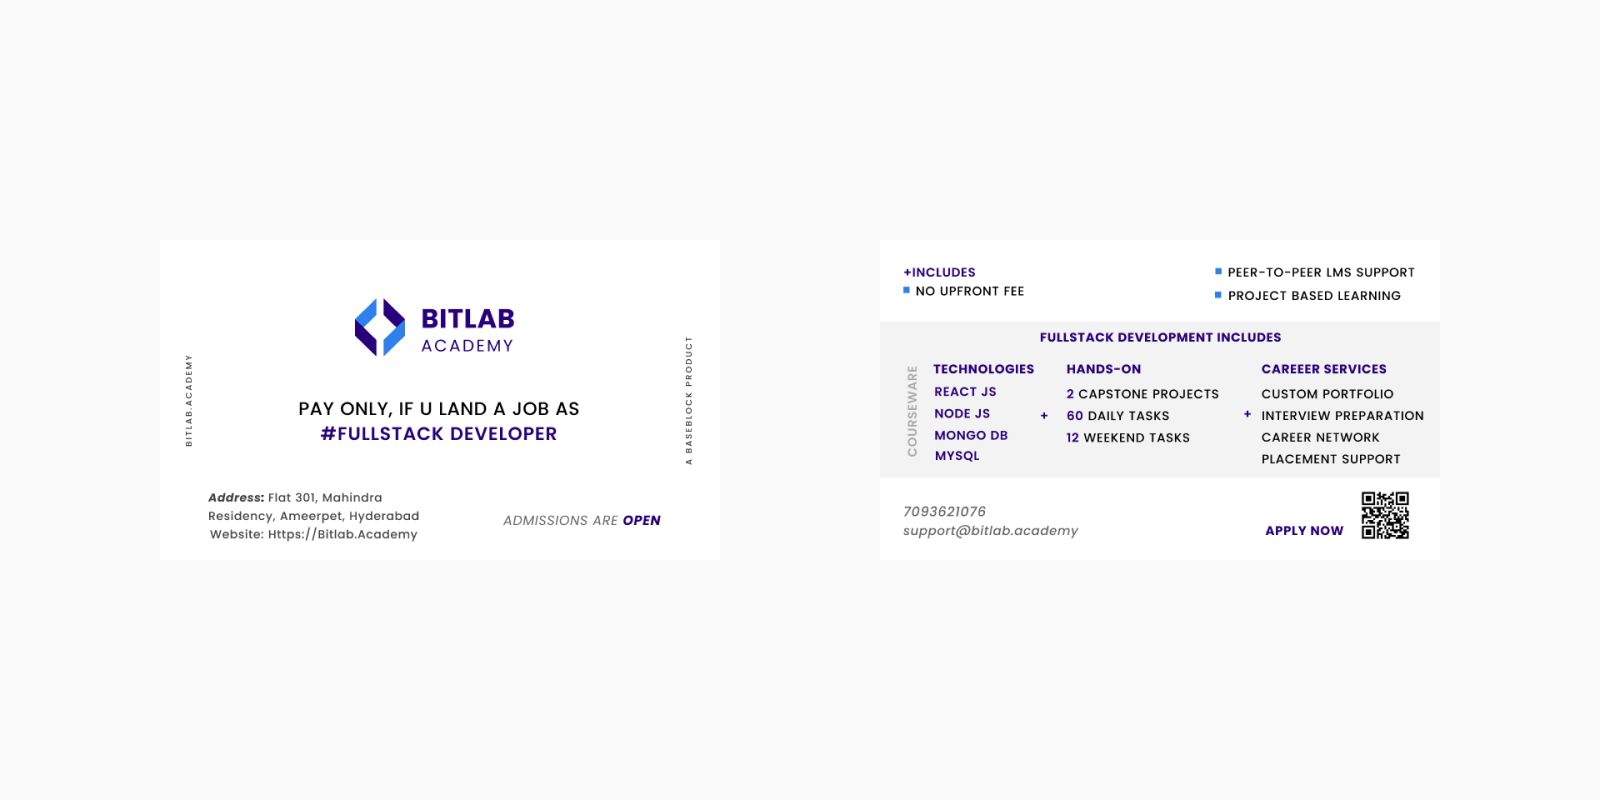 BITLAB
ACADEMY
BITLAB.ACADEMY
A BASEBLOCK PRODUCT
PAY ONLY, IF U LAND A JOB AS
#FULLSTACK DEVELOPER
Address: Flat 301, Mahindra
Residency, Ameerpet, Hyderabad
Website: Https://Bitlab.Academy
ADMISSIONS ARE OPEN
+INCLUDES
NO UPFRONT FEE
PEER-TO-PEER LMS SUPPORT
PROJECT BASED LEARNING
FULLSTACK DEVELOPMENT INCLUDES
COURSEWARE
TECHNOLOGIES
REACT JS
NODE JS
MONGO DB
MYSQL
+
HANDS-ON
2 CAPSTONE PROJECTS
60 DAILY TASKS
12 WEEKEND TASKS
+
CAREEER SERVICES
CUSTOM PORTFOLIO
INTERVIEW PREPARATION
CAREER NETWORK
PLACEMENT SUPPORT
7093621076
support@bitlab.academy
APPLY NOW